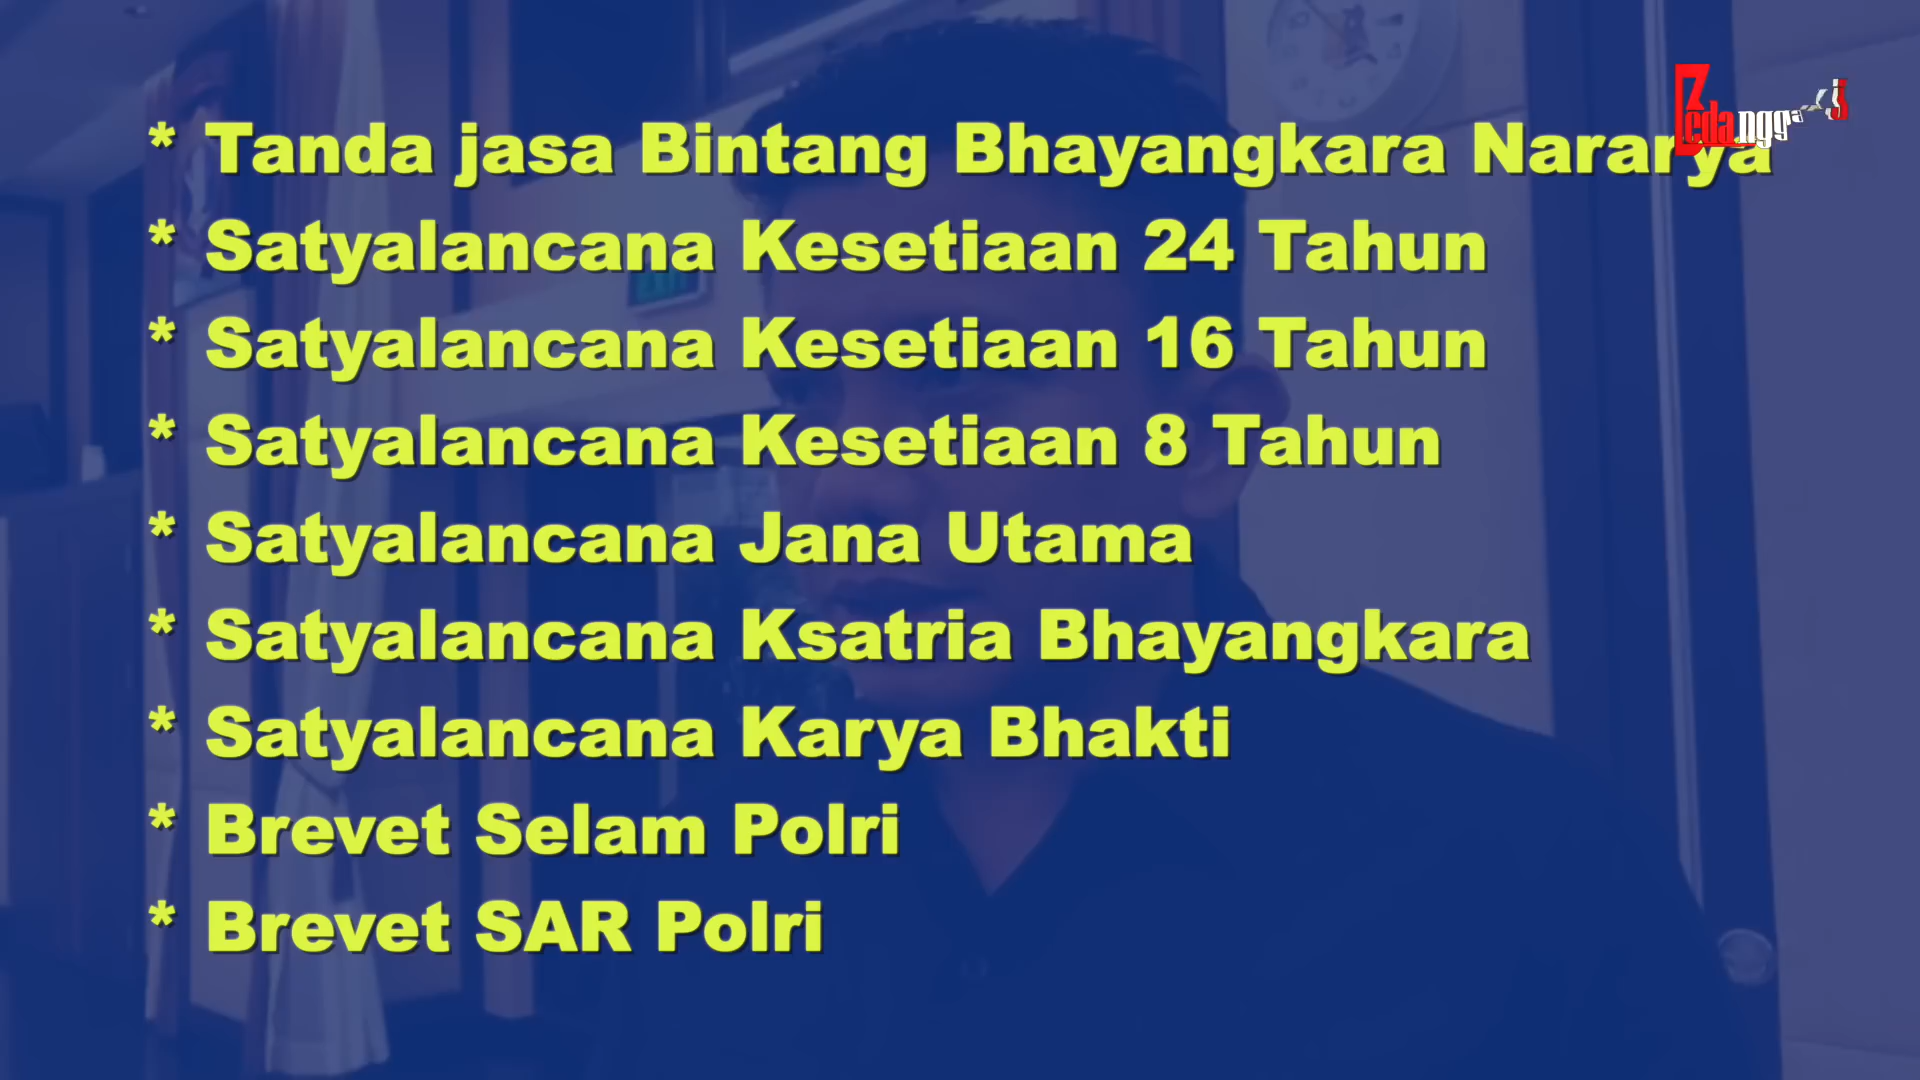 * Tanda jasa Bintang Bhayangkara Nararya
* Satyalancana Kesetiaan 24 Tahun
* Satyalancana Kesetiaan 16 Tahun
* Satyalancana Kesetiaan 8 Tahun
* Satyalancana Jana Utama
* Satyalancana Ksatria Bhayangkara
* Satyalancana Karya Bhakti
* Brevet Selam Polri
* Brevet SAR Polri